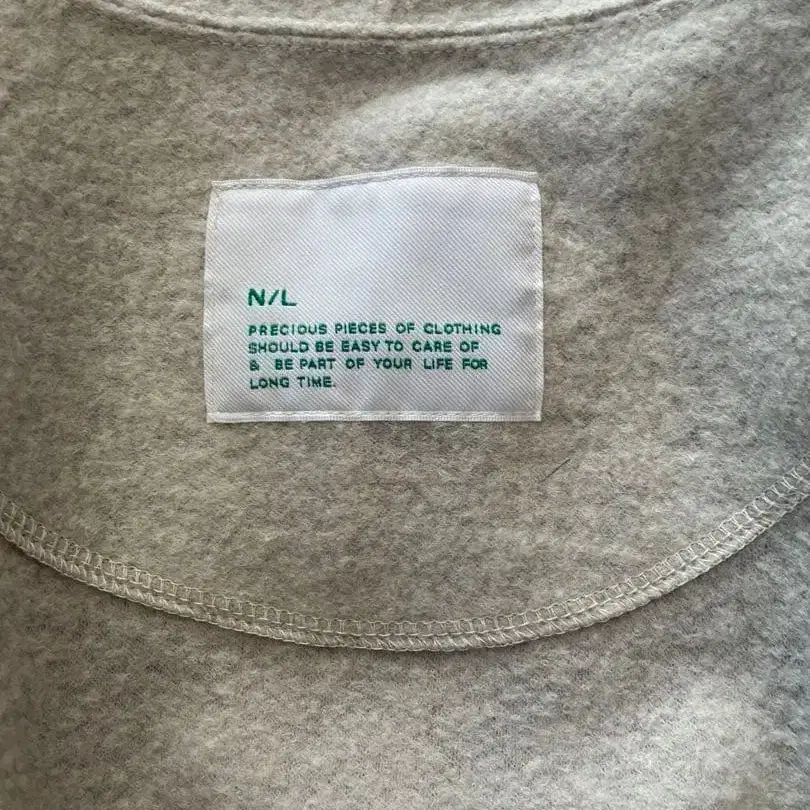 N/L
PRECIOUS PIECES OF CLOTHING
SHOULD BE EASY TO CARE OF
& BE PART OF YOUR LIFE FOR
LONG TIME.